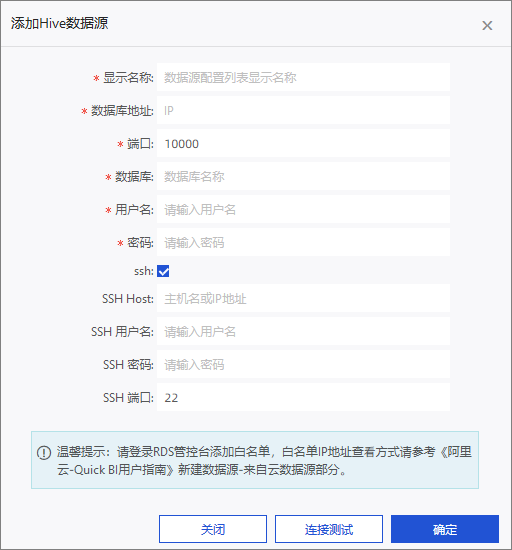 添加Hive数据源
* 显示名称: 数据源配置列表显示名称
* 数据库地址: IP
* 端口: 10000
* 数据库: 数据库名称
* 用户名: 请输入用户名
* 密码: 请输入密码
ssh:
SSH Host: 主机名或IP地址
SSH 用户名: 请输入用户名
SSH 密码: 请输入密码
SSH 端口: 22
温馨提示：请登录RDS管控台添加白名单，白名单IP地址查看方式请参考《阿里
云-Quick BI用户指南》新建数据源-来自云数据源部分。
关闭 连接测试 确定